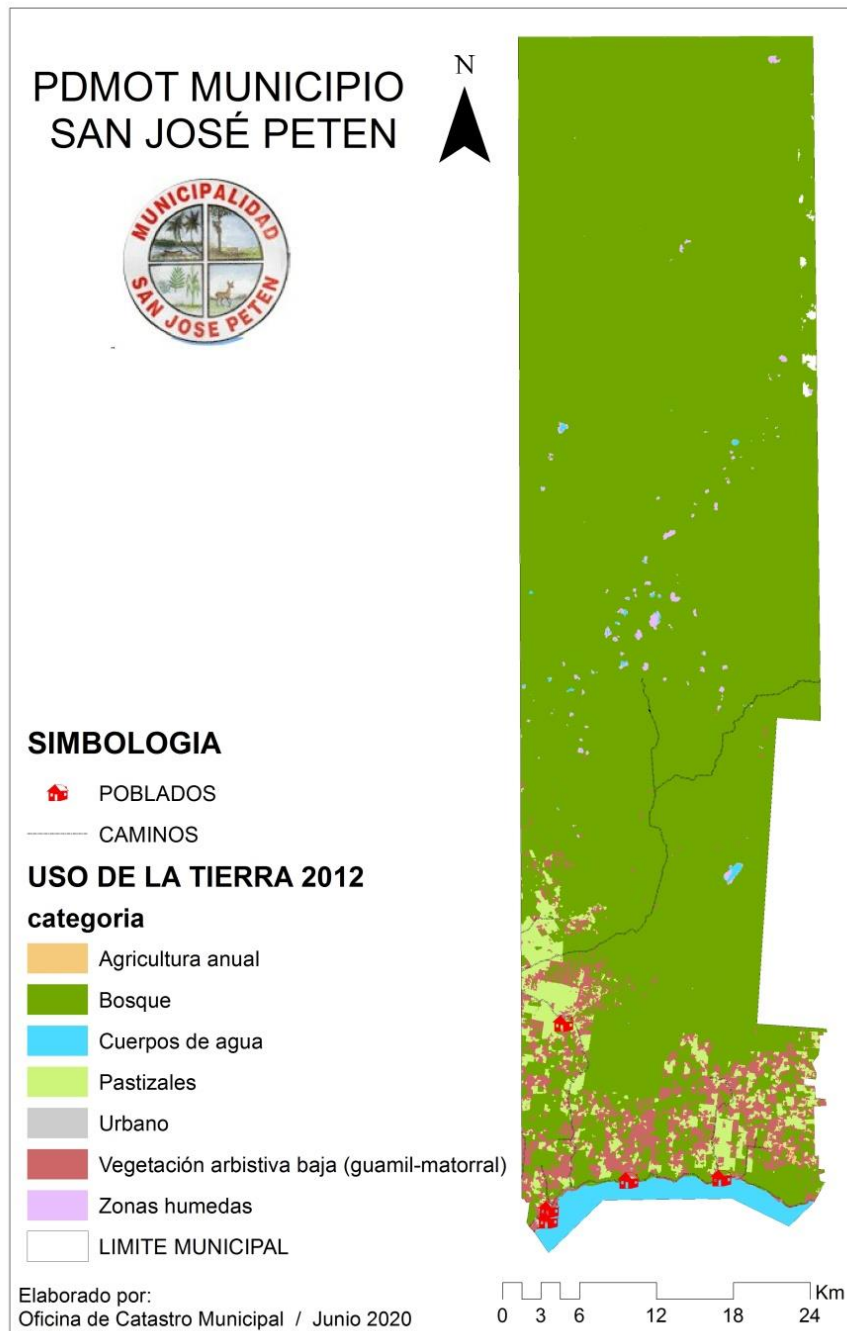 PDMOT MUNICIPIO
SAN JOSÉ PETEN
N
MUNICIPALIDAD
SAN JOSE PETEN
SIMBOLOGIA
POBLADOS
CAMINOS
USO DE LA TIERRA 2012
categoria
Agricultura anual
Bosque
Cuerpos de agua
Pastizales
Urbano
Vegetación arbistiva baja (guamil-matorral)
Zonas humedas
LIMITE MUNICIPAL
Elaborado por:
Oficina de Catastro Municipal / Junio 2020
Km
0 3 6 12 18 24